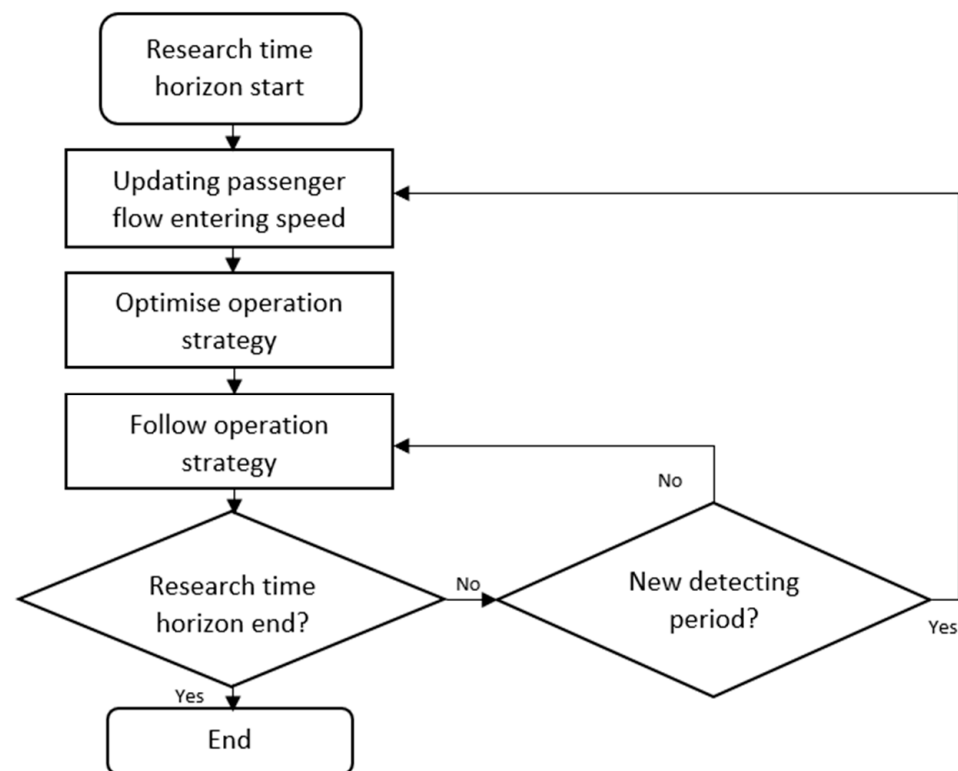 Research time
horizon start
Updating passenger
flow entering speed
Optimise operation
strategy
Follow operation
strategy
No
Research time
horizon end?
No
New detecting
period?
Yes
Yes
End